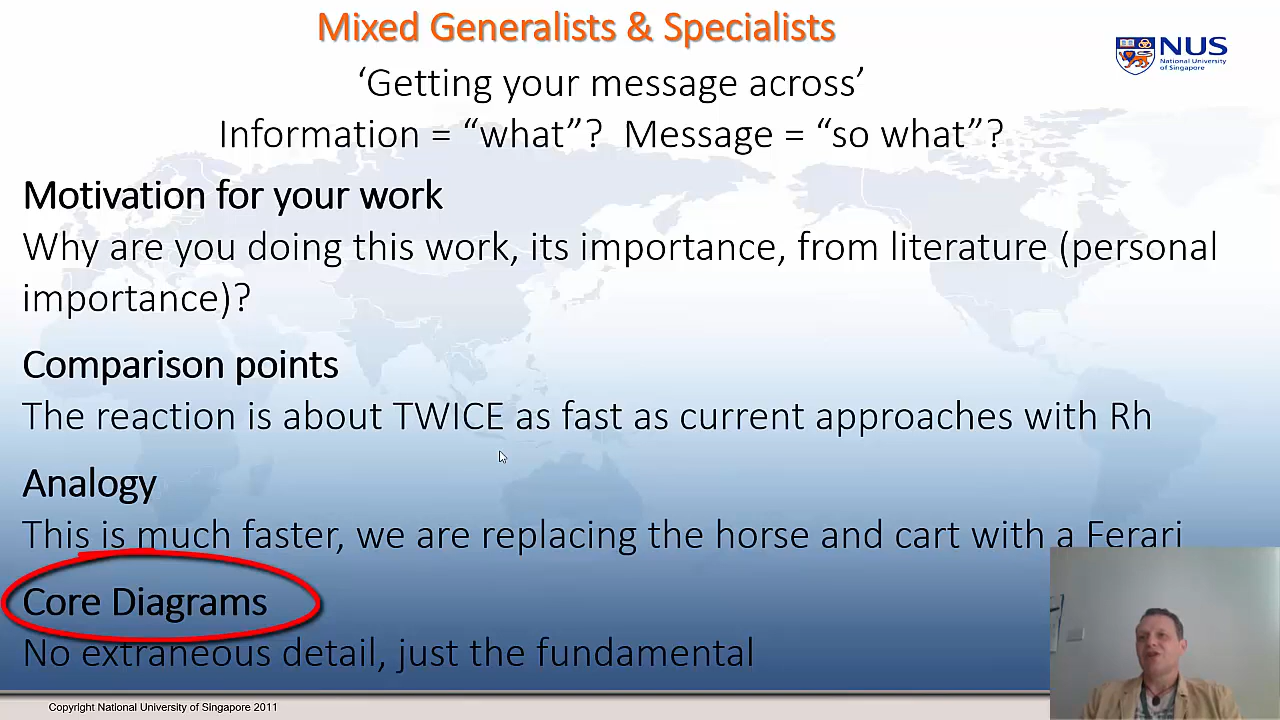 Mixed Generalists & Specialists
NUS
National University
of Singapore
‘Getting your message across’
Information = “what”? Message = “so what”?
Motivation for your work
Why are you doing this work, its importance, from literature (personal
importance)?
Comparison points
The reaction is about TWICE as fast as current approaches with Rh
Analogy
This is much faster, we are replacing the horse and cart with a Ferari
Core Diagrams
No extraneous detail, just the fundamental
Copyright National University of Singapore 2011